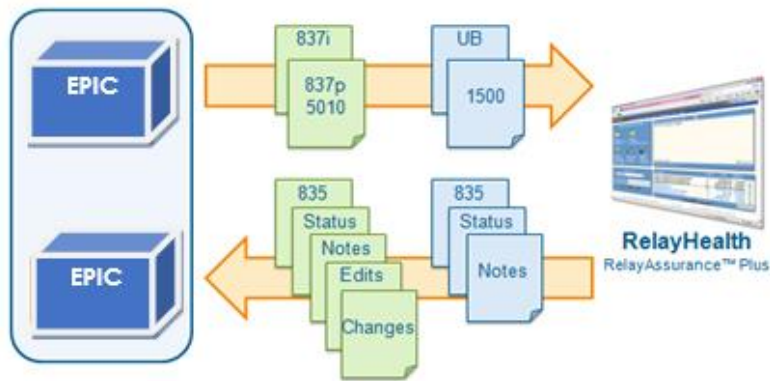 EPIC
837i
837p
5010
UB
1500
EPIC
835
Status
Notes
Edits
Changes
835
Status
Notes
RelayHealth
RelayAssurance™ Plus